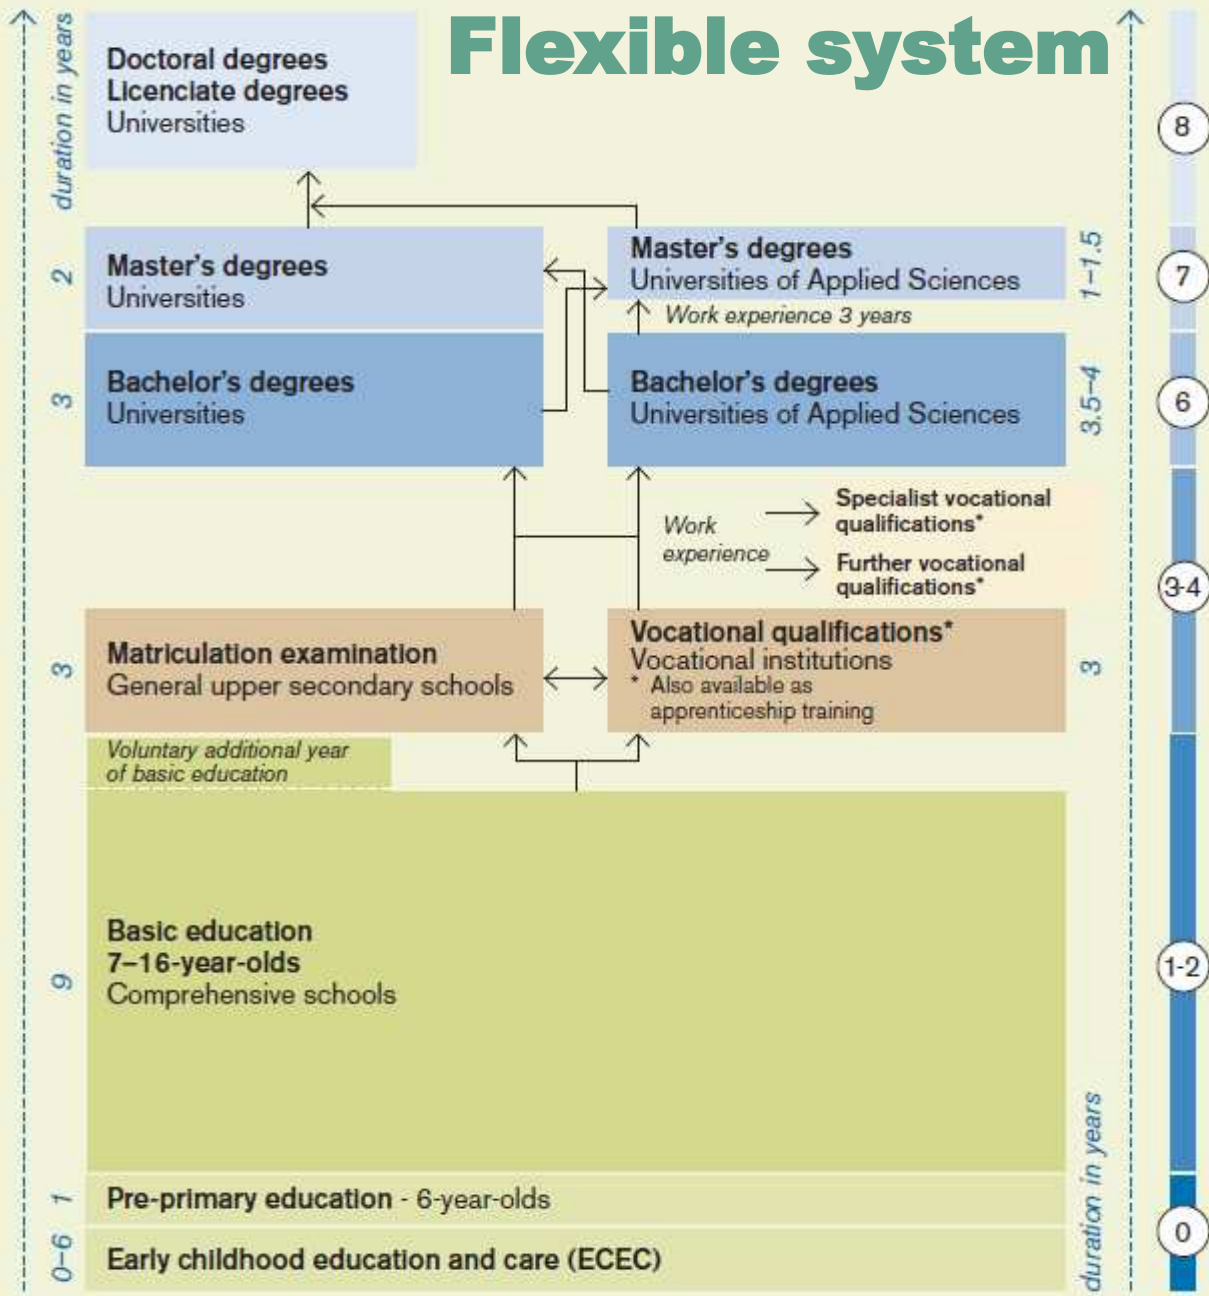 Flexible system
duration in years
Doctoral degrees
Licenciate degrees
Universities
8
2
Master's degrees
Universities
Master's degrees
Universities of Applied Sciences
1–1.5
7
Work experience 3 years
3
Bachelor's degrees
Universities
Bachelor's degrees
Universities of Applied Sciences
3.5–4
6
Work
experience
Specialist vocational
qualifications*
Further vocational
qualifications*
3-4
3
Matriculation examination
General upper secondary schools
Vocational qualifications*
Vocational institutions
* Also available as
apprenticeship training
3
Voluntary additional year
of basic education
9
Basic education
7–16-year-olds
Comprehensive schools
1-2
1
Pre-primary education - 6-year-olds
0–6
Early childhood education and care (ECEC)
duration in years
0